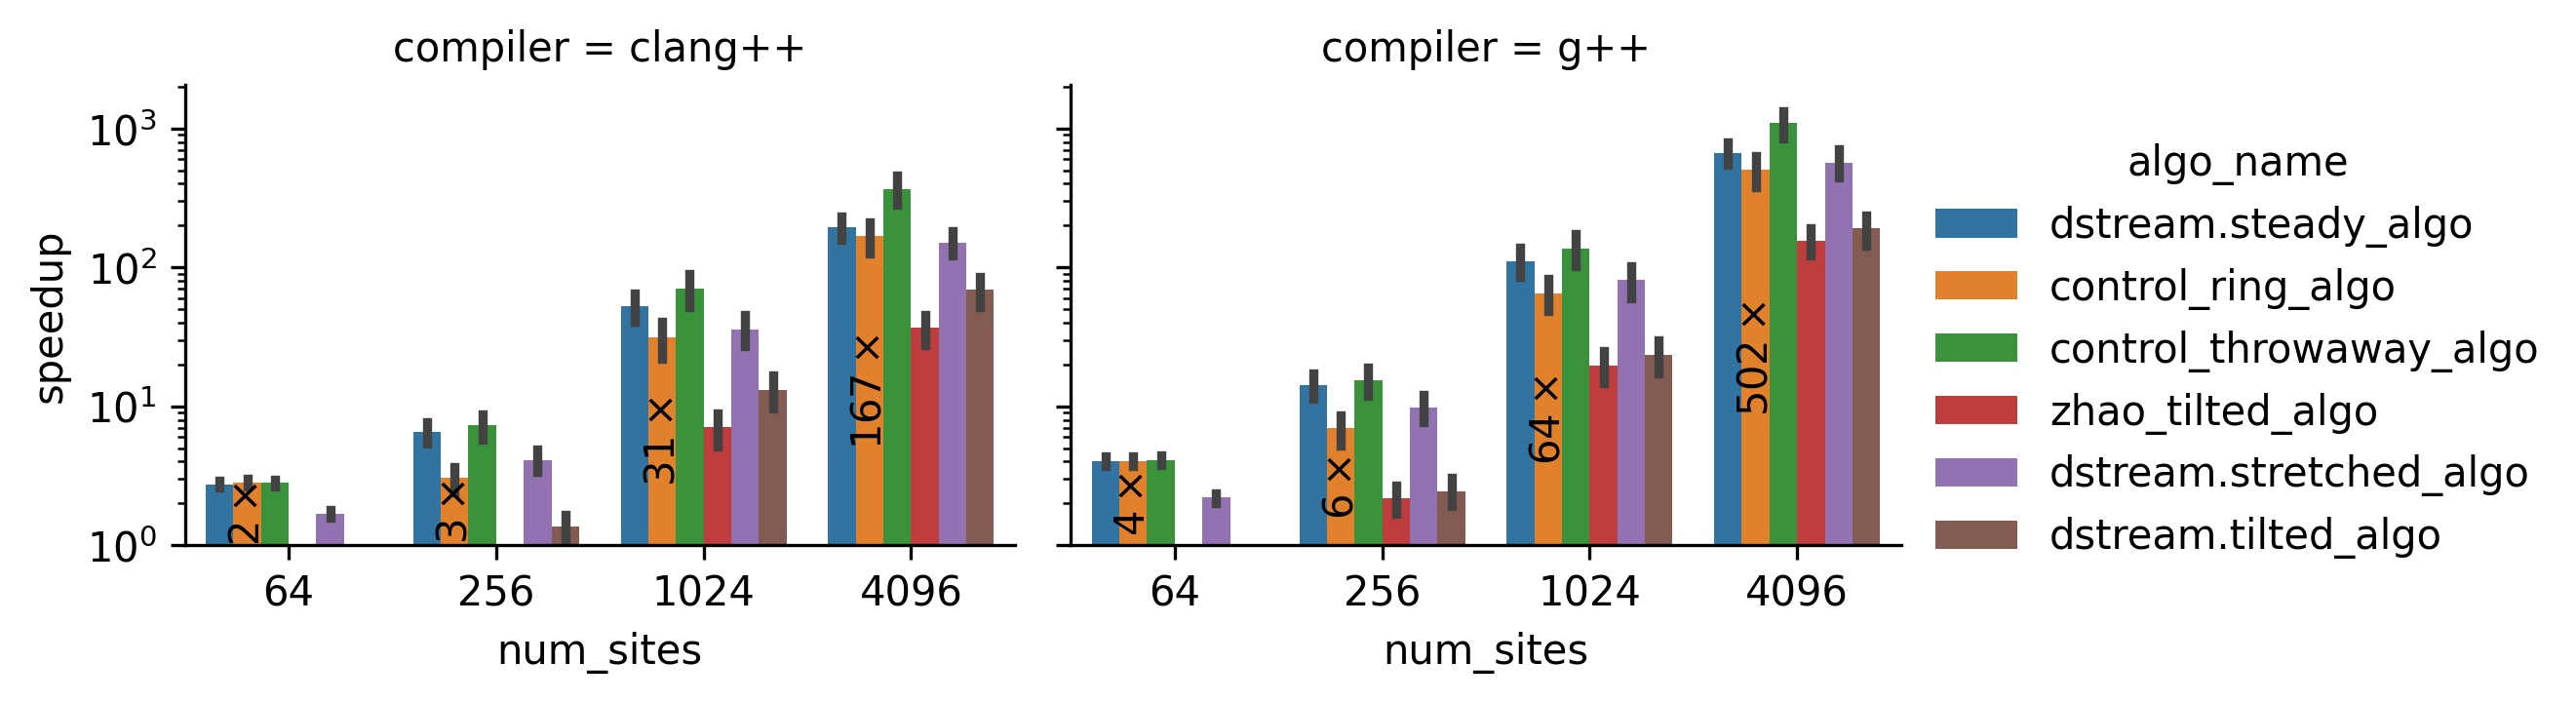 compiler = clang++
compiler = g++
speedup
10³
10²
10¹
10⁰
2 ×
3 ×
31 ×
167 ×
64
256
1024
4096
num_sites
4 ×
6 ×
64 ×
502 ×
64
256
1024
4096
num_sites
algo_name
dstream.steady_algo
control_ring_algo
control_throwaway_algo
zhao_tilted_algo
dstream.stretched_algo
dstream.tilted_algo